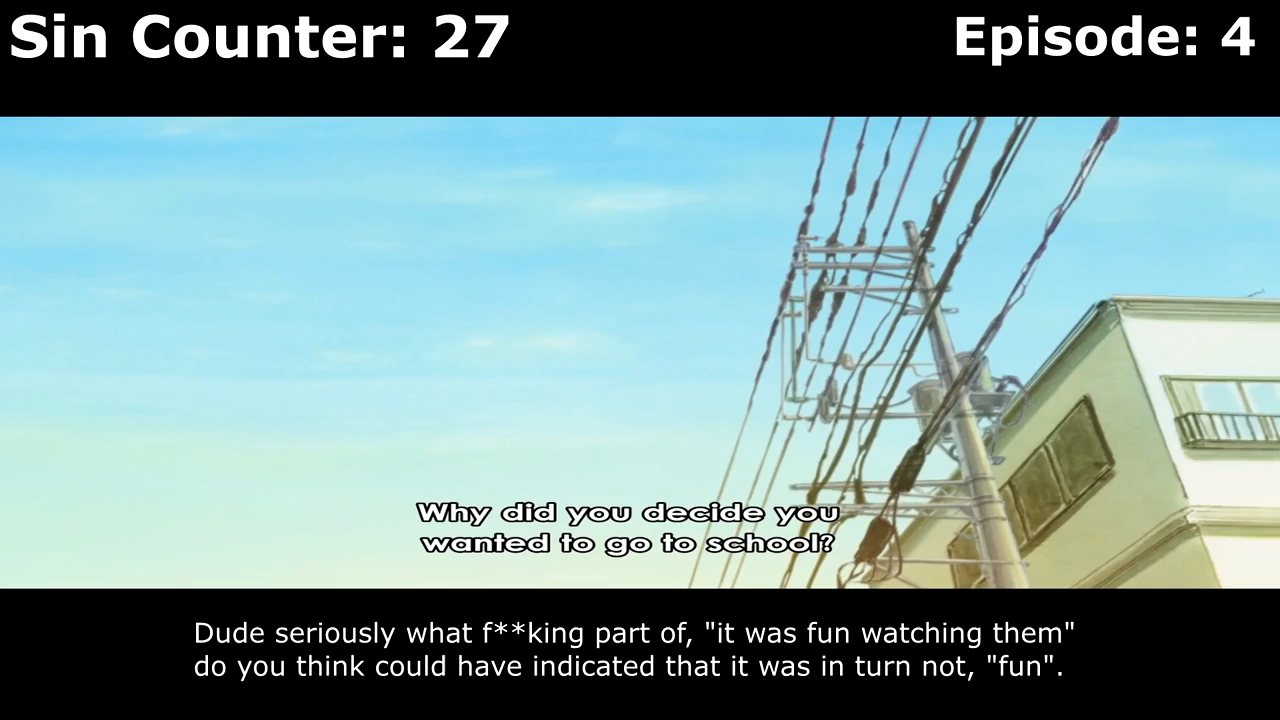 Sin Counter: 27
Episode: 4
Why did you decide you
wanted to go to school?
Dude seriously what f**king part of, "it was fun watching them"
do you think could have indicated that it was in turn not, "fun".